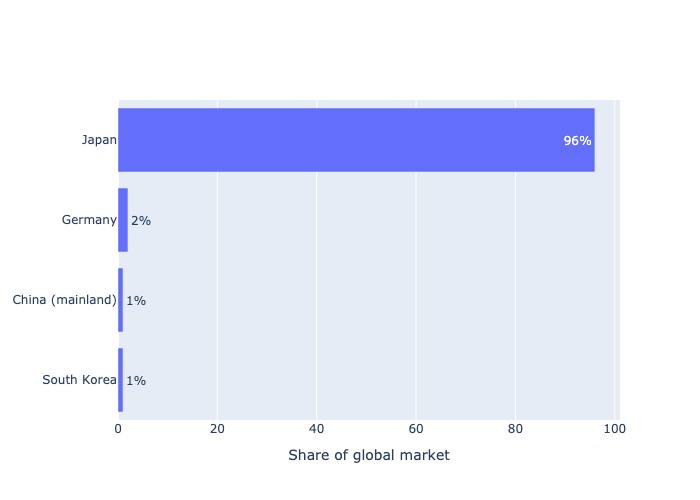 Japan 96%
Germany 2%
China (mainland) 1%
South Korea 1%
0 20 40 60 80 100
Share of global market